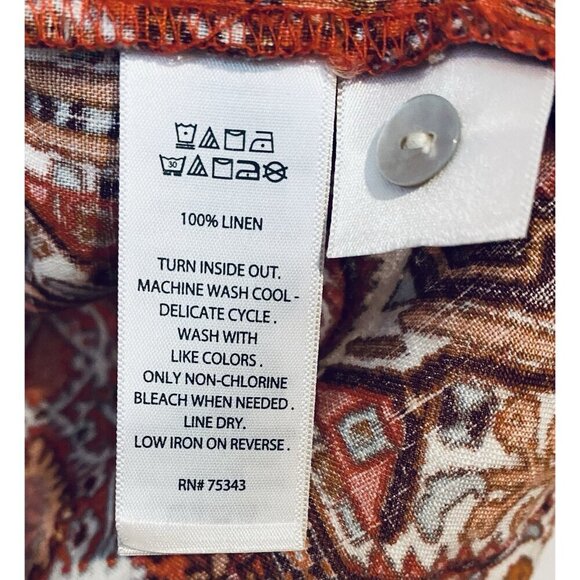 30
100% LINEN
TURN INSIDE OUT.
MACHINE WASH COOL -
DELICATE CYCLE .
WASH WITH
LIKE COLORS .
ONLY NON-CHLORINE
BLEACH WHEN NEEDED .
LINE DRY.
LOW IRON ON REVERSE .
RN# 75343